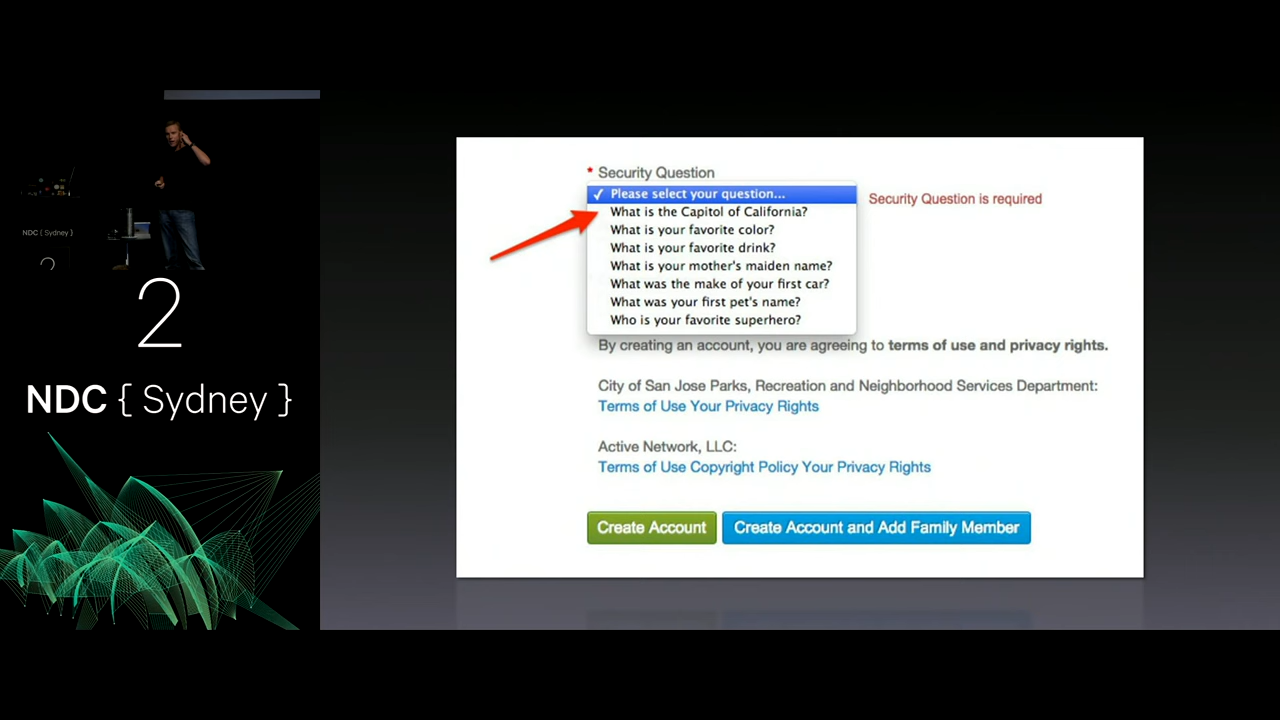 NDC { Sydney }
2
NDC { Sydney }
* Security Question
✓ Please select your question...
Security Question is required
What is the Capitol of California?
What is your favorite color?
What is your favorite drink?
What is your mother's maiden name?
What was the make of your first car?
What was your first pet's name?
Who is your favorite superhero?
By creating an account, you are agreeing to terms of use and privacy rights.
City of San Jose Parks, Recreation and Neighborhood Services Department:
Terms of Use Your Privacy Rights
Active Network, LLC:
Terms of Use Copyright Policy Your Privacy Rights
Create Account
Create Account and Add Family Member